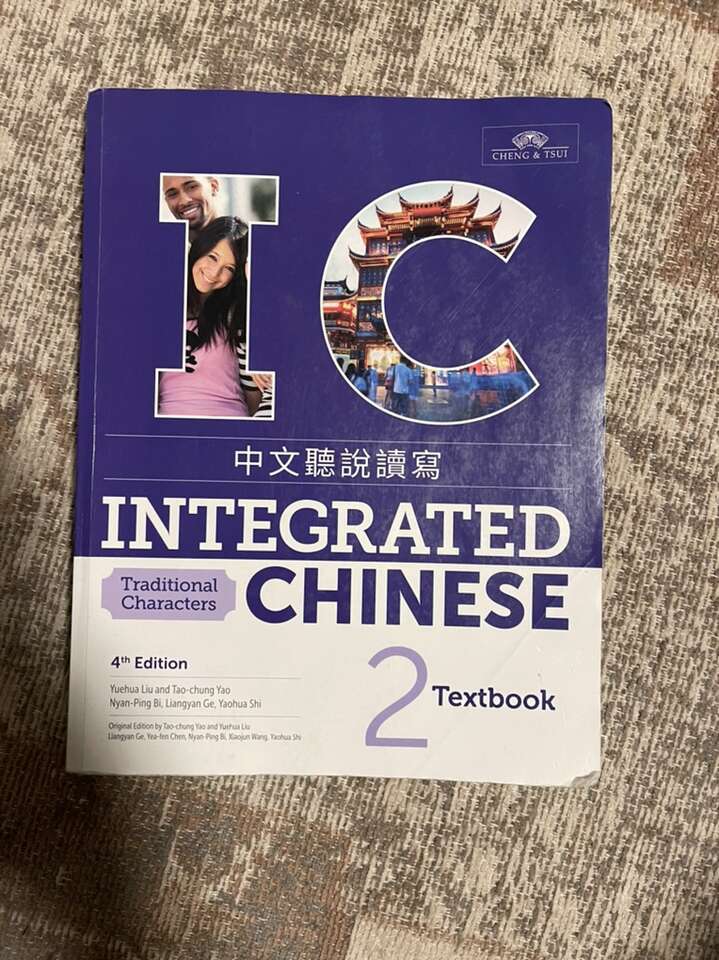 CHENG & TSUI
IC
中文聽說讀寫
INTEGRATED
Traditional
Characters
CHINESE
4th Edition
Yuehua Liu and Tao-chung Yao
Nyan-Ping Bi, Liangyan Ge, Yaohua Shi
Original Edition by Tao-chung Yao and Yuehua Liu
Liangyan Ge, Yea-fen Chen, Nyan-Ping Bi, Xiaojun Wang, Yaohua Shi
2 Textbook